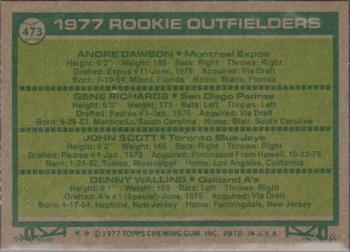 473
1977 ROOKIE OUTFIELDERS
ANDRE DAWSON • Montreal Expos
Height: 6'3" Weight: 180 Bats: Right Throws: Right
Drafted: Expos #11-June, 1975 Acquired: Via Draft
Born: 7-10-54, Miami, Florida Home: Miami, Florida
GENE RICHARDS • San Diego Padres
Height: 6' Weight: 175 Bats: Left Throws: Left
Drafted: Padres #1-Jan., 1975 Acquired: Via Draft
Born: 9-29-53, Monticello, South Carolina Home: Blair, South Carolina
JOHN SCOTT • Toronto Blue Jays
Height: 6'2" Weight: 165 Bats: Right Throws: Right
Drafted: Padres #1-Jan., 1970 Acquired: Purchased From Hawaii, 10-22-76
Born: 1-24-52, Jackson, Mississippi Home: Los Angeles, California
DENNY WALLING • Oakland A's
Height: 6' Weight: 185 Bats: Left Throws: Right
Drafted: A's #1 (Special)-June, 1975 Acquired: Via Draft
Born: 4-17-54, Neptune, New Jersey Home: Farmingdale, New Jersey
© 1977 TOPPS CHEWING GUM, INC. PRTD. IN U.S.A.